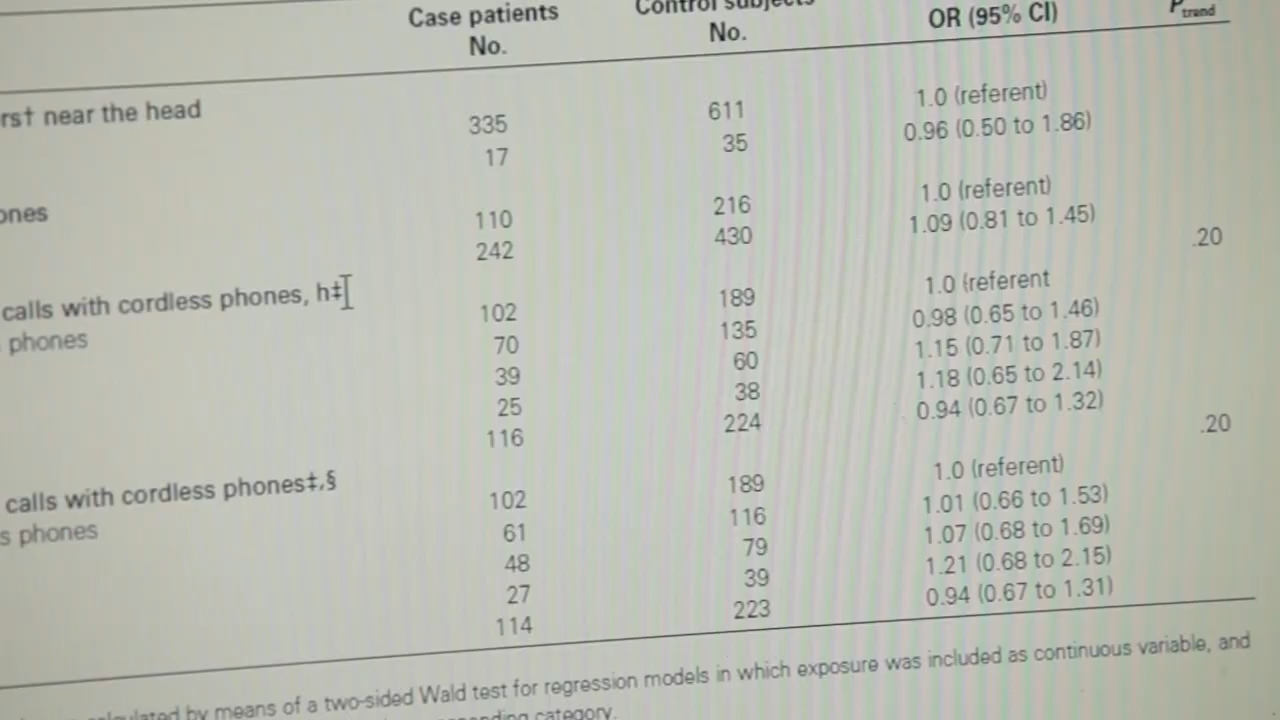 Case patients Control subjects
No. No. OR (95% CI) Ptrend
rs† near the head
335 611 1.0 (referent)
17 35 0.96 (0.50 to 1.86)
ones
110 216 1.0 (referent)
242 430 1.09 (0.81 to 1.45)
.20
calls with cordless phones, h‡
phones 102 189 1.0 (referent
70 135 0.98 (0.65 to 1.46)
39 60 1.15 (0.71 to 1.87)
25 38 1.18 (0.65 to 2.14)
116 224 0.94 (0.67 to 1.32)
.20
calls with cordless phones‡,§
s phones 102 189 1.0 (referent)
61 116 1.01 (0.66 to 1.53)
48 79 1.07 (0.68 to 1.69)
27 39 1.21 (0.68 to 2.15)
114 223 0.94 (0.67 to 1.31)
calculated by means of a two-sided Wald test for regression models in which exposure was included as continuous variable, and
category.